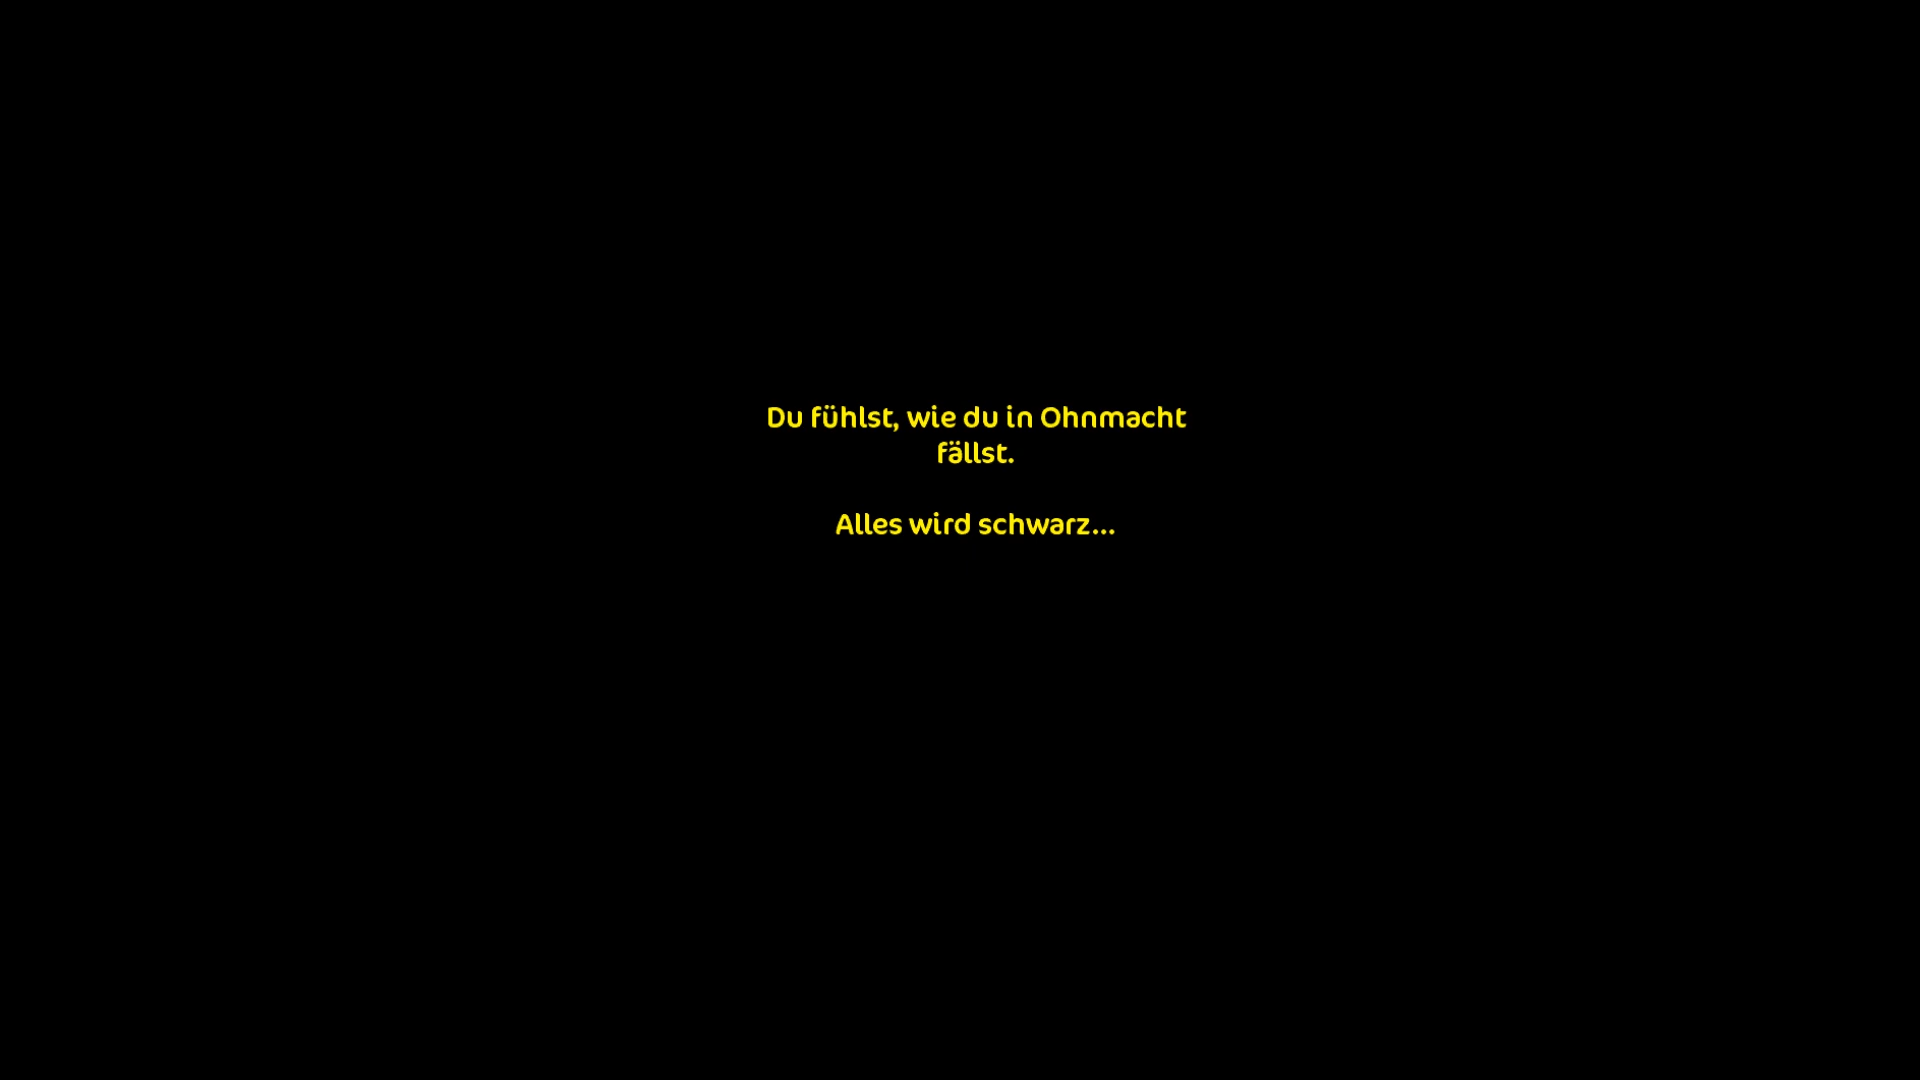 Du fühlst, wie du in Ohnmacht
fällst.
Alles wird schwarz...